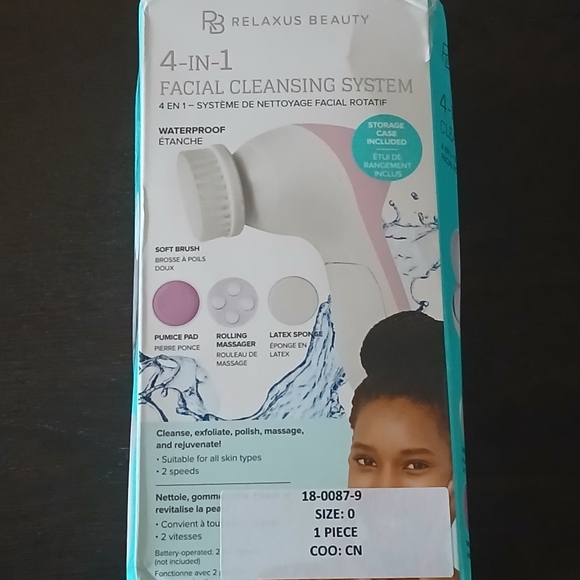 RB RELAXUS BEAUTY
4-IN-1
FACIAL CLEANSING SYSTEM
4 EN 1 – SYSTÈME DE NETTOYAGE FACIAL ROTATIF
WATERPROOF
ÉTANCHE
STORAGE
CASE
INCLUDED
ÉTUI DE
RANGEMENT
INCLUS
SOFT BRUSH
BROSSE À POILS
DOUX
PUMICE PAD
PIERRE PONCE
ROLLING
MASSAGER
ROULEAU DE
MASSAGE
LATEX SPONGE
ÉPONGE EN
LATEX
Cleanse, exfoliate, polish, massage,
and rejuvenate!
• Suitable for all skin types
• 2 speeds
Nettoie, gomme
revitalise la pea
• Convient à tou
• 2 vitesses
Battery-operated: 2
(not included)
Fonctionne avec 2
18-0087-9
SIZE: 0
1 PIECE
COO: CN